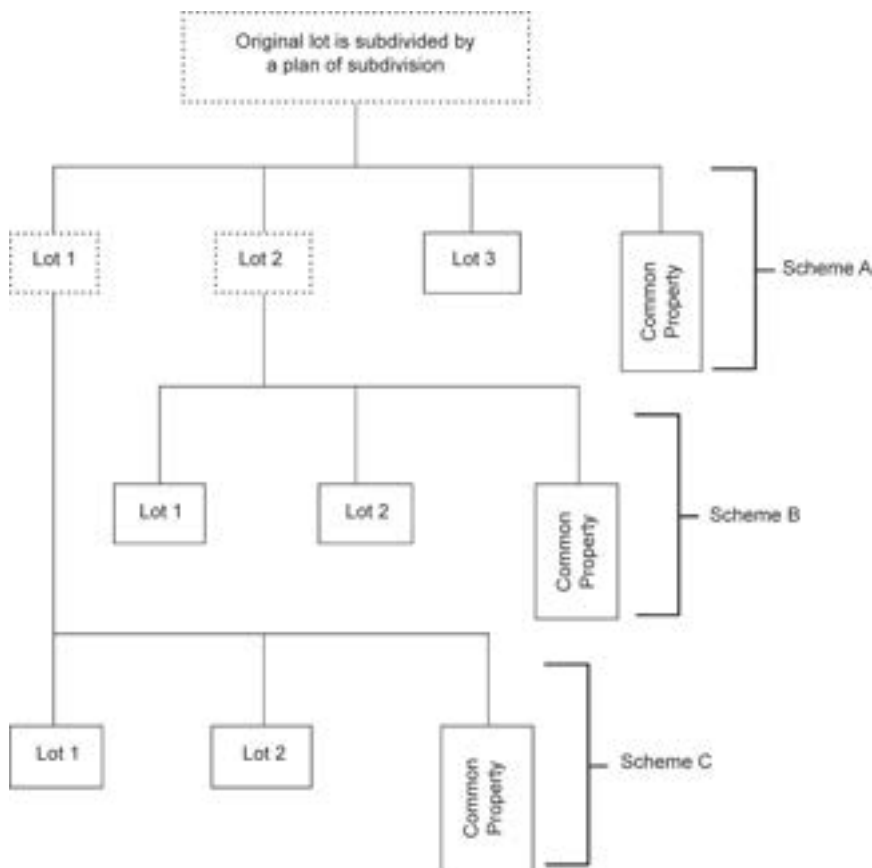 Original lot is subdivided by
a plan of subdivision
Lot 1
Lot 2
Lot 3
Common
Property
Scheme A
Lot 1
Lot 2
Common
Property
Scheme B
Lot 1
Lot 2
Common
Property
Scheme C